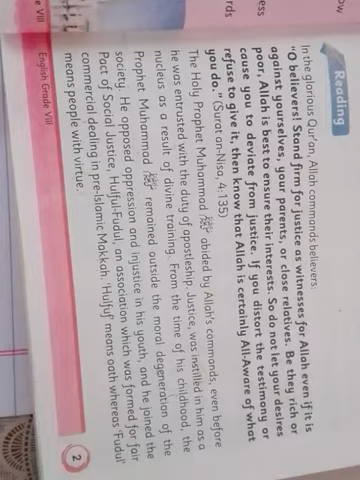 ow
ess
rds
Reading
In the glorious Qur'an, Allah commands believers:
"O believers! Stand firm for justice as witnesses for Allah even if it is
against yourselves, your parents, or close relatives. Be they rich or
poor, Allah is best to ensure their interests. So do not let your desires
cause you to deviate from justice. If you distort the testimony or
refuse to give it, then know that Allah is certainly All-Aware of what
you do." (Surat an-Nisa, 4: 135)
The Holy Prophet Muhammad ﷺ abided by Allah's commands, even before
he was entrusted with the duty of apostleship. Justice, was instilled in him as a
nucleus as a result of divine training. From the time of his childhood, the
Prophet Muhammad ﷺ remained outside the moral degeneration of the
society. He opposed oppression and injustice in his youth, and he joined the
Pact of Social Justice, Hulful-Fudul, an association which was formed for fair
commercial dealing in pre-Islamic Makkah. 'Hulful' means oath whereas 'Fudul'
means people with virtue.
e VIII
English Grade VIII
2